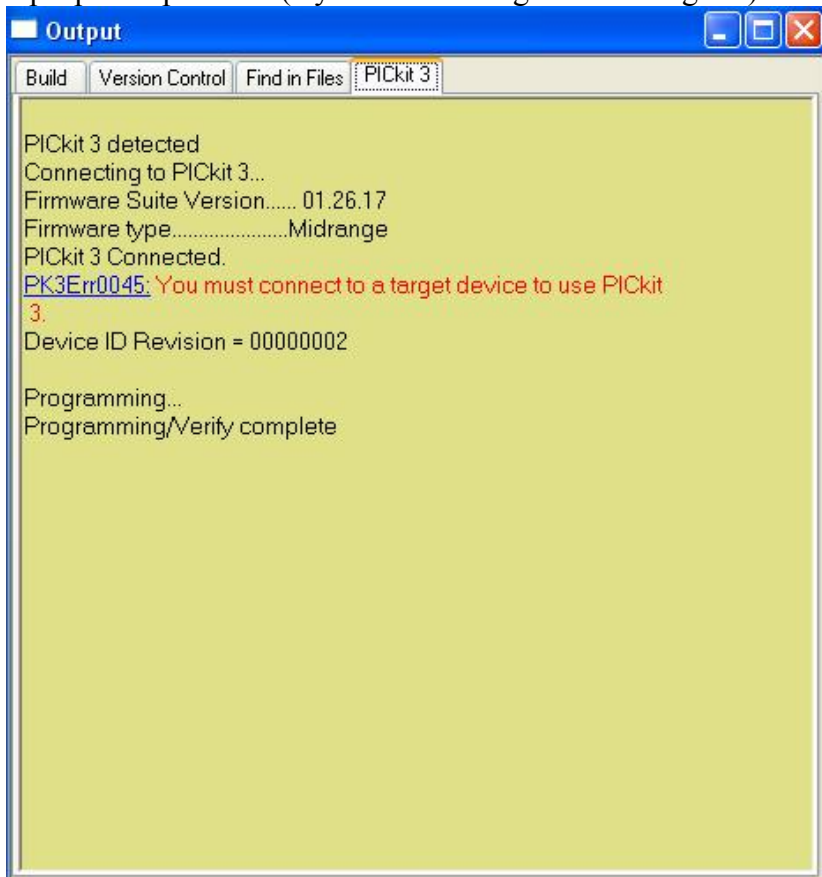 Output
Build Version Control Find in Files PICkit 3
PICkit 3 detected
Connecting to PICkit 3...
Firmware Suite Version...... 01.26.17
Firmware type.....................Midrange
PICkit 3 Connected.
PK3Err0045: You must connect to a target device to use PICkit
3.
Device ID Revision = 00000002
Programming...
Programming/Verify complete